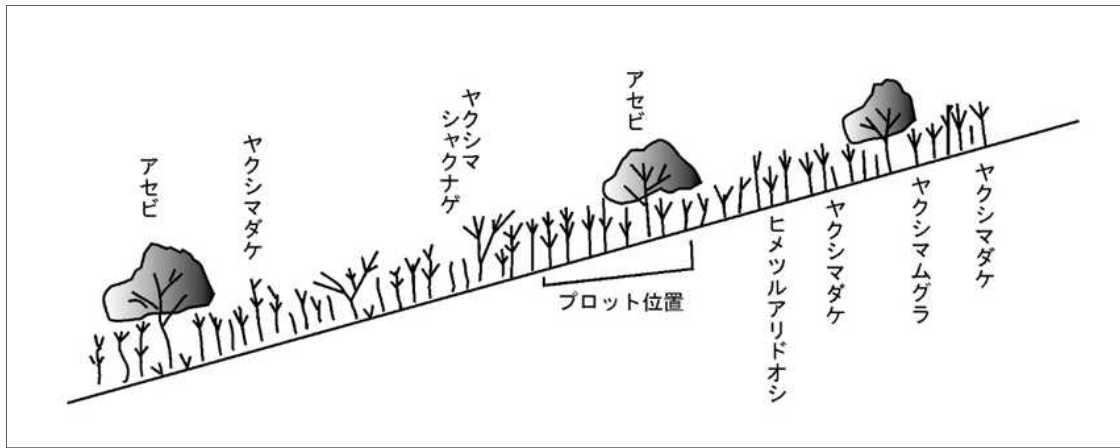 アセビ
ヤクシマダケ
ヤクシマ
シャクナゲ
アセビ
プロット位置
ヒメツルアリドオシ
ヤクシマダケ
ヤクシマムグラ
ヤクシマダケ